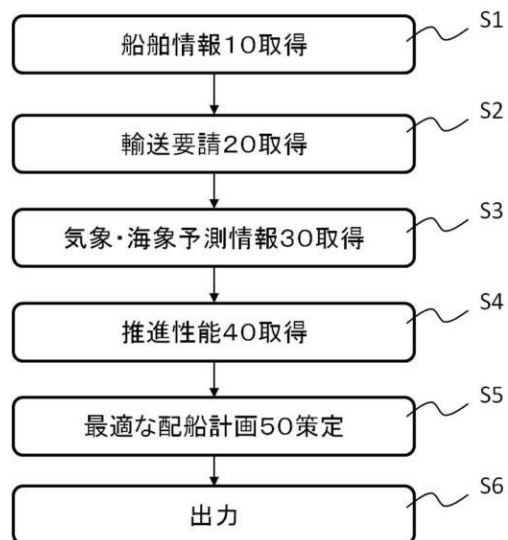 船舶情報１０取得
S1
輸送要請２０取得
S2
気象・海象予測情報３０取得
S3
推進性能４０取得
S4
最適な配船計画５０策定
S5
出力
S6